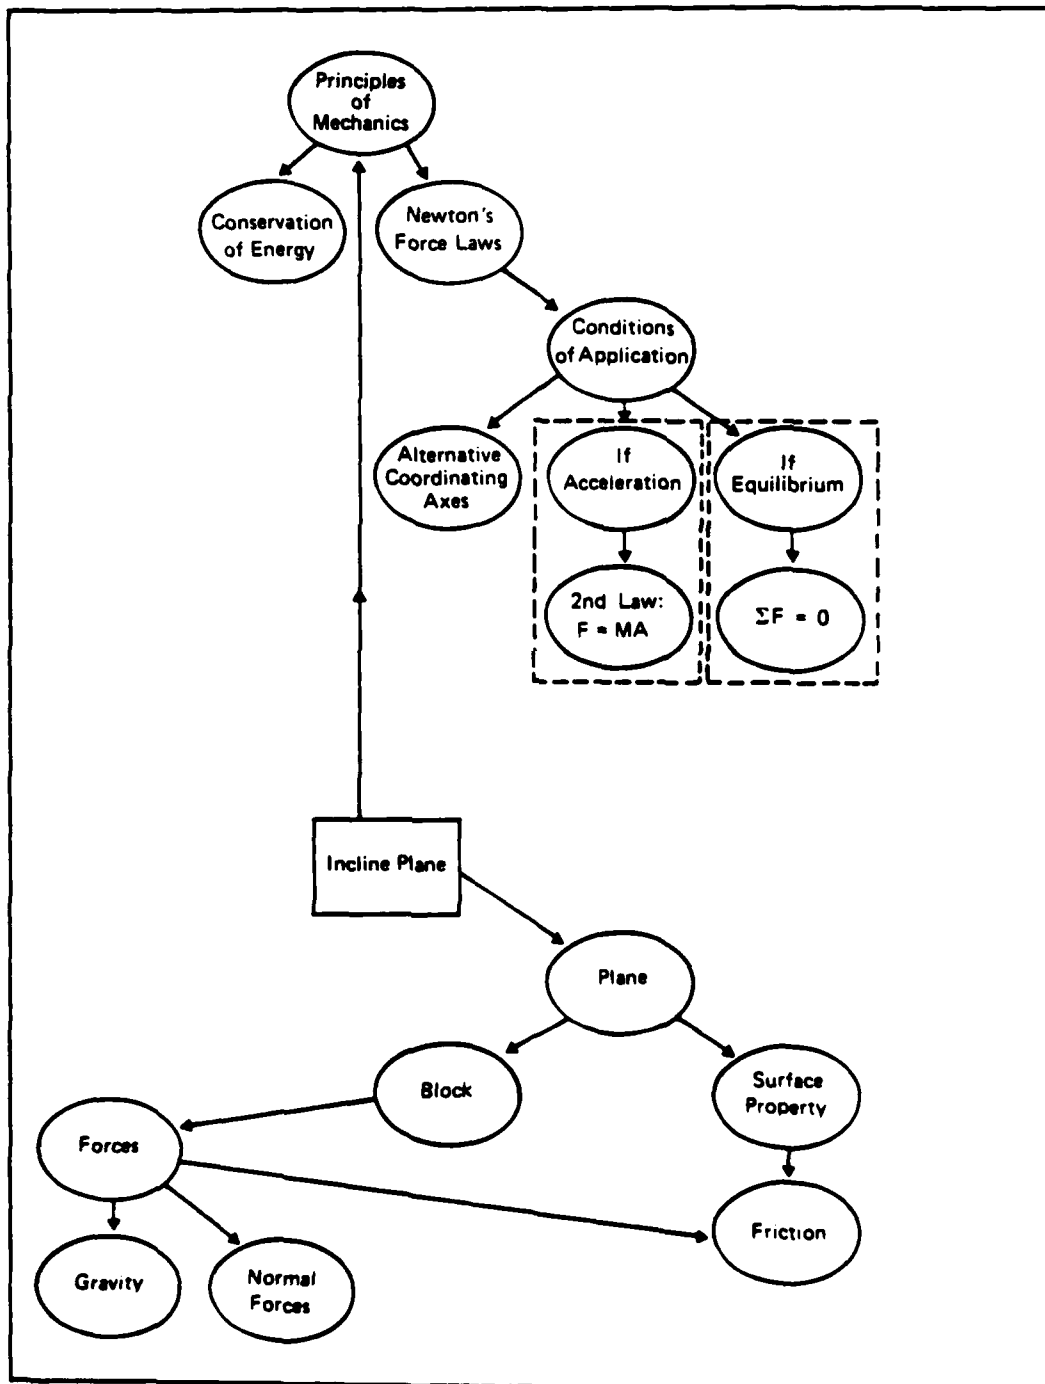 Principles
of
Mechanics
Conservation
of Energy
Newton's
Force Laws
Conditions
of Application
Alternative
Coordinating
Axes
If
Acceleration
If
Equilibrium
2nd Law:
F = MA
ΣF = 0
Incline Plane
Plane
Block
Surface
Property
Forces
Friction
Gravity
Normal
Forces